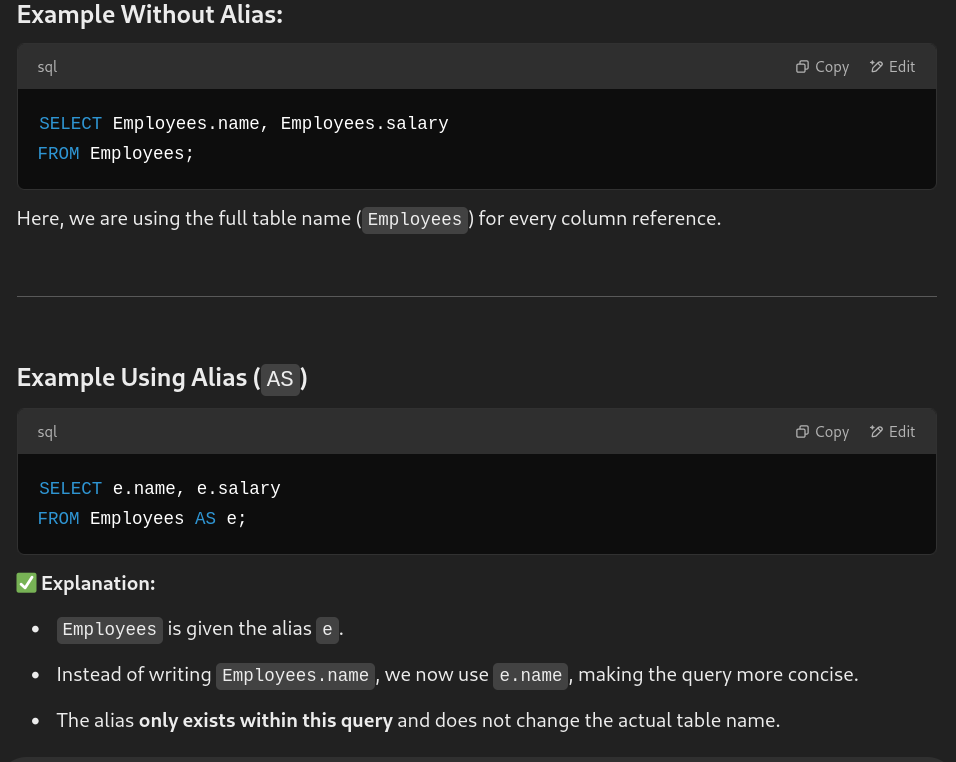 Example Without Alias:
sql Copy Edit
SELECT Employees.name, Employees.salary
FROM Employees;
Here, we are using the full table name (Employees) for every column reference.
Example Using Alias (AS)
sql Copy Edit
SELECT e.name, e.salary
FROM Employees AS e;
✅ Explanation:
• Employees is given the alias e.
• Instead of writing Employees.name, we now use e.name, making the query more concise.
• The alias only exists within this query and does not change the actual table name.